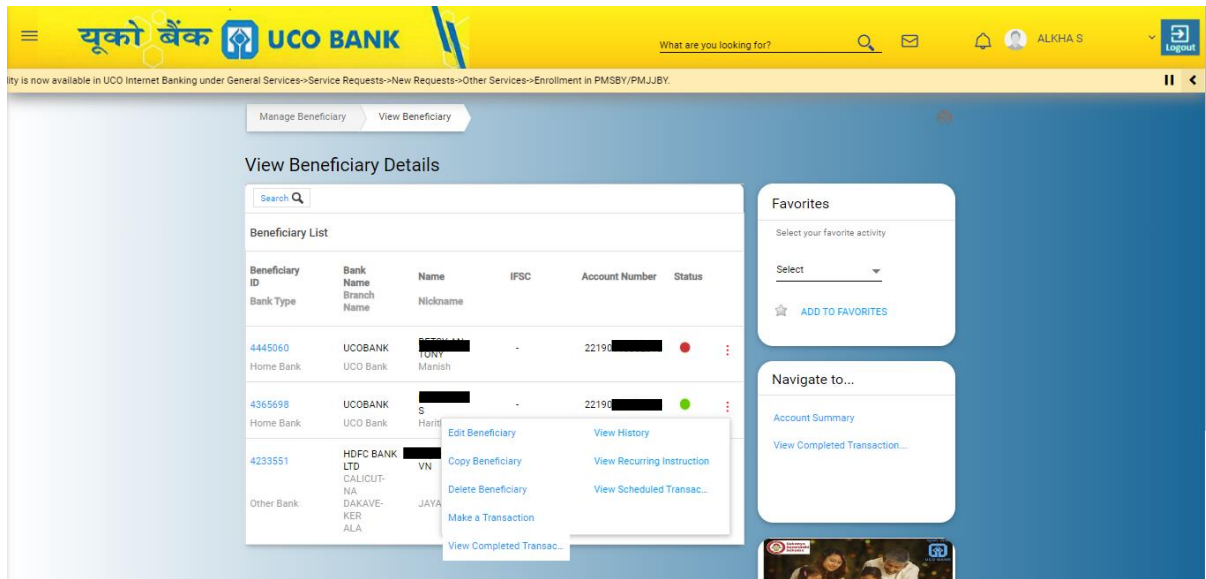 यूको बैंक UCO BANK
What are you looking for?
ALKHA S
Logout
lity is now available in UCO Internet Banking under General Services->Service Requests->New Requests->Other Services->Enrollment in PMSBY/PMJJBY.
Manage Beneficiary
View Beneficiary
View Beneficiary Details
Search
Beneficiary List
Beneficiary ID
Bank Type
Bank Name
Branch Name
Name
Nickname
IFSC
Account Number
Status
4445060
Home Bank
UCOBANK
UCO Bank
TONY
Manish
-
22190
4365698
Home Bank
UCOBANK
UCO Bank
S
-
22190
4233551
Other Bank
HDFC BANK
LTD
CALICUT-
NA
DAKAVE-
KER
ALA
VN
JAYA
Edit Beneficiary
Copy Beneficiary
Delete Beneficiary
Make a Transaction
View Completed Transac...
View History
View Recurring Instruction
View Scheduled Transac...
Favorites
Select your favorite activity
Select
ADD TO FAVORITES
Navigate to...
Account Summary
View Completed Transaction...